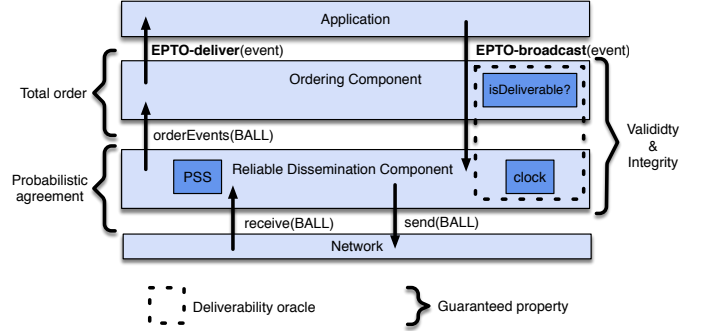 Application
EPTO-deliver(event)
EPTO-broadcast(event)
Total order
Ordering Component
isDeliverable?
orderEvents(BALL)
Validity
&
Integrity
Probabilistic
agreement
PSS
Reliable Dissemination Component
clock
receive(BALL)
send(BALL)
Network
Deliverability oracle
Guaranteed property